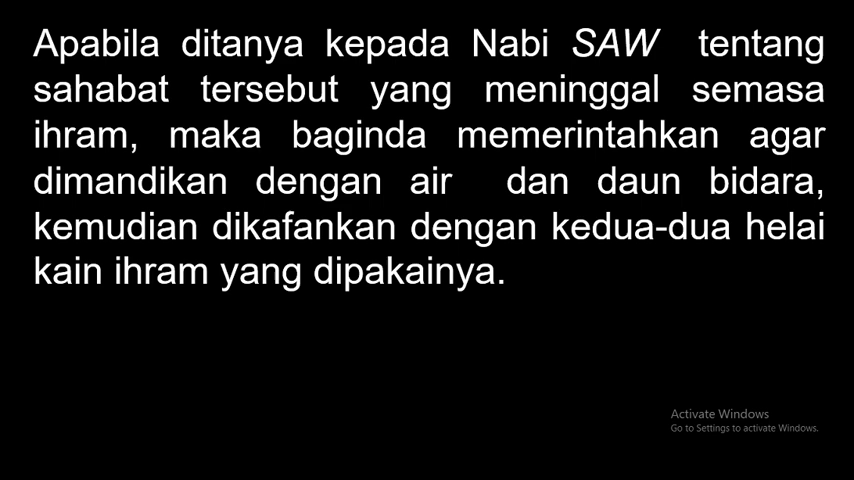 Apabila ditanya kepada Nabi SAW tentang
sahabat tersebut yang meninggal semasa
ihram, maka baginda memerintahkan agar
dimandikan dengan air dan daun bidara,
kemudian dikafankan dengan kedua-dua helai
kain ihram yang dipakainya.
Activate Windows
Go to Settings to activate Windows.